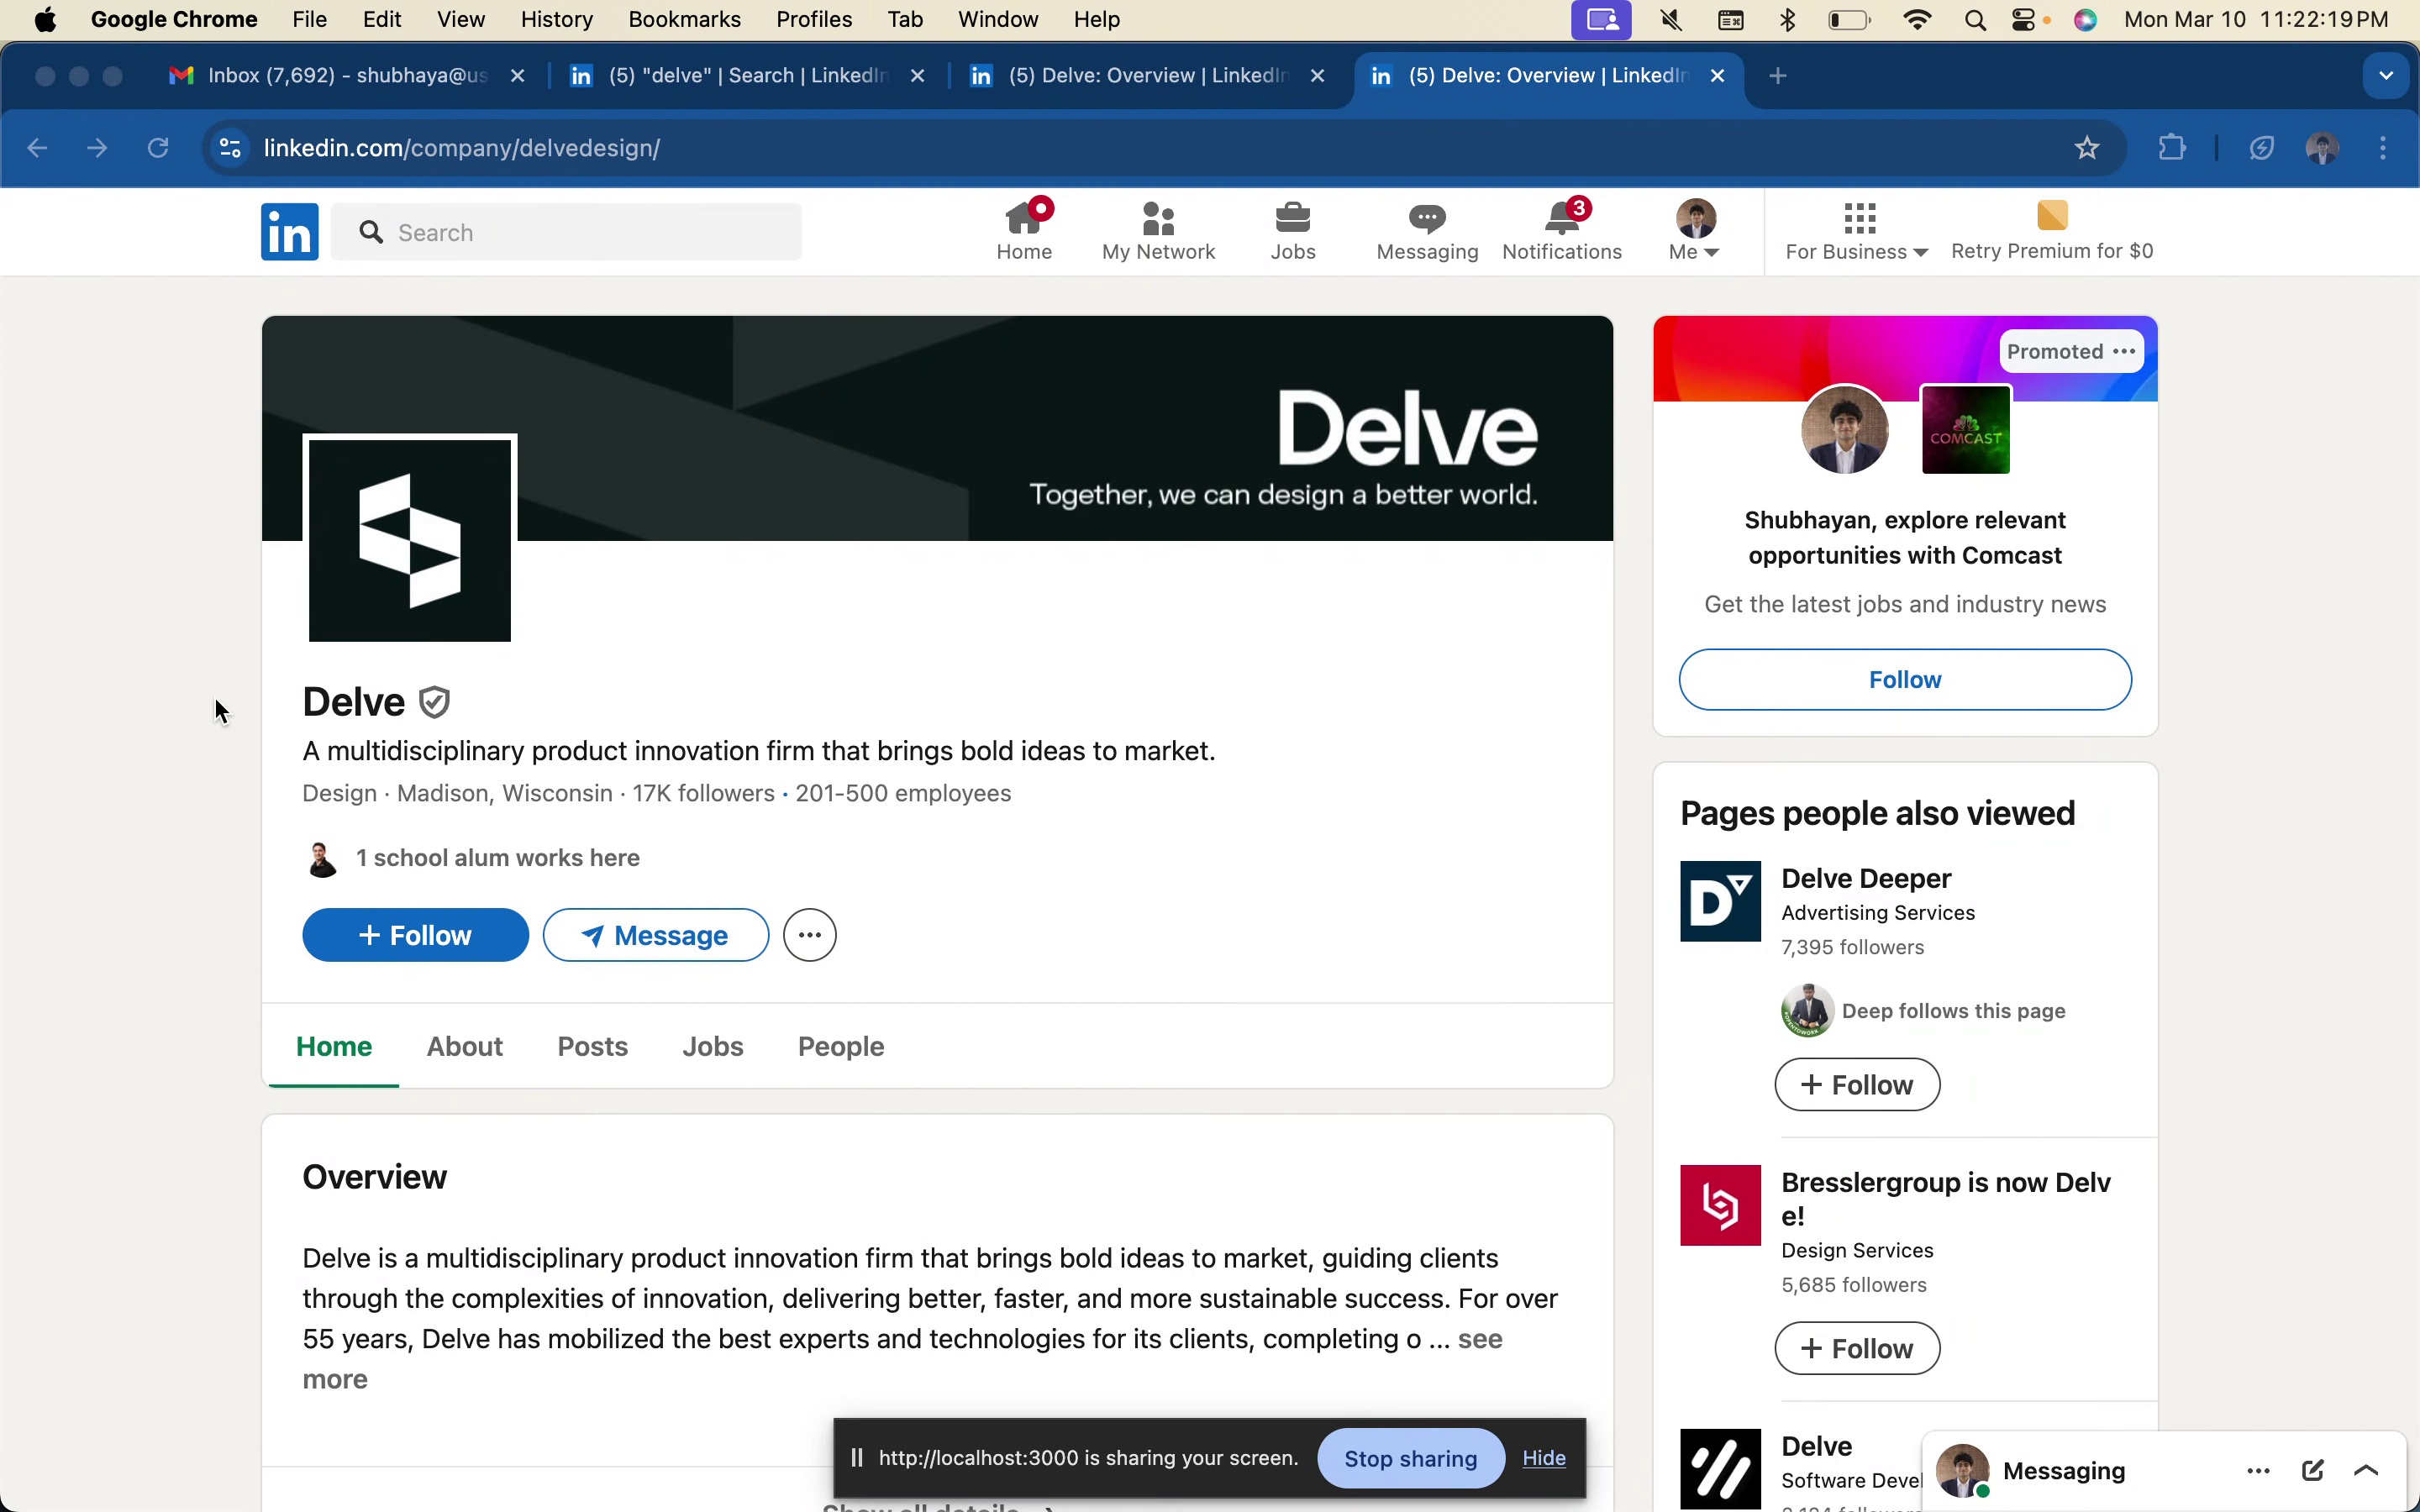 Google Chrome File Edit View History Bookmarks Profiles Tab Window Help Mon Mar 10 11:22:19 PM
Inbox (7,692) - shubhaya@us (5) "delve" | Search | LinkedIn (5) Delve: Overview | LinkedIn (5) Delve: Overview | LinkedIn
linkedin.com/company/delvedesign/
in Search
Home My Network Jobs Messaging 3 Notifications Me For Business Retry Premium for $0
Delve
Together, we can design a better world.
Delve
A multidisciplinary product innovation firm that brings bold ideas to market.
Design · Madison, Wisconsin · 17K followers · 201-500 employees
1 school alum works here
+ Follow Message ...
Home About Posts Jobs People
Overview
Delve is a multidisciplinary product innovation firm that brings bold ideas to market, guiding clients
through the complexities of innovation, delivering better, faster, and more sustainable success. For over
55 years, Delve has mobilized the best experts and technologies for its clients, completing o ... see
more
Show all details
http://localhost:3000 is sharing your screen. Stop sharing Hide
Promoted ...
COMCAST
Shubhayan, explore relevant
opportunities with Comcast
Get the latest jobs and industry news
Follow
Pages people also viewed
D
Delve Deeper
Advertising Services
7,395 followers
Deep follows this page
+ Follow
Bresslergroup is now Delv
e!
Design Services
5,685 followers
+ Follow
Delve
Software Devel
Messaging